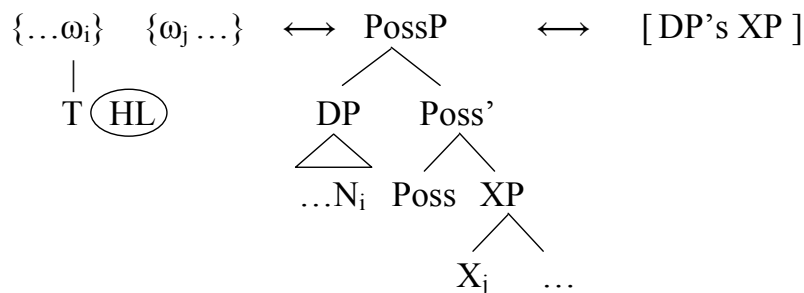 {…ωᵢ} {ωⱼ …} ↔ PossP ↔ [ DP’s XP ]
T HL DP Poss’
…Nᵢ Poss XP
Xⱼ …